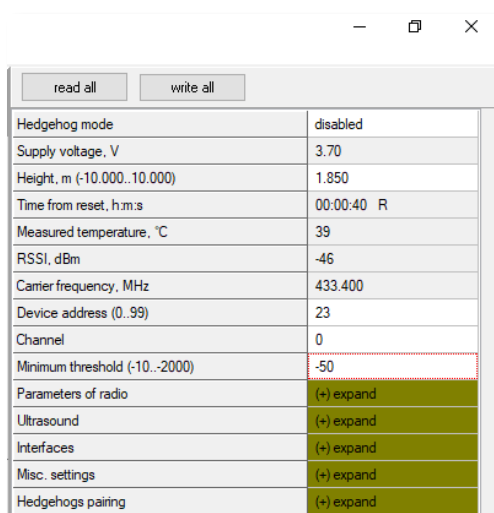 read all write all
Hedgehog mode disabled
Supply voltage, V 3.70
Height, m (-10.000..10.000) 1.850
Time from reset, h:m:s 00:00:40 R
Measured temperature, °C 39
RSSI, dBm -46
Carrier frequency, MHz 433.400
Device address (0..99) 23
Channel 0
Minimum threshold (-10..-2000) -50
Parameters of radio (+) expand
Ultrasound (+) expand
Interfaces (+) expand
Misc. settings (+) expand
Hedgehogs pairing (+) expand